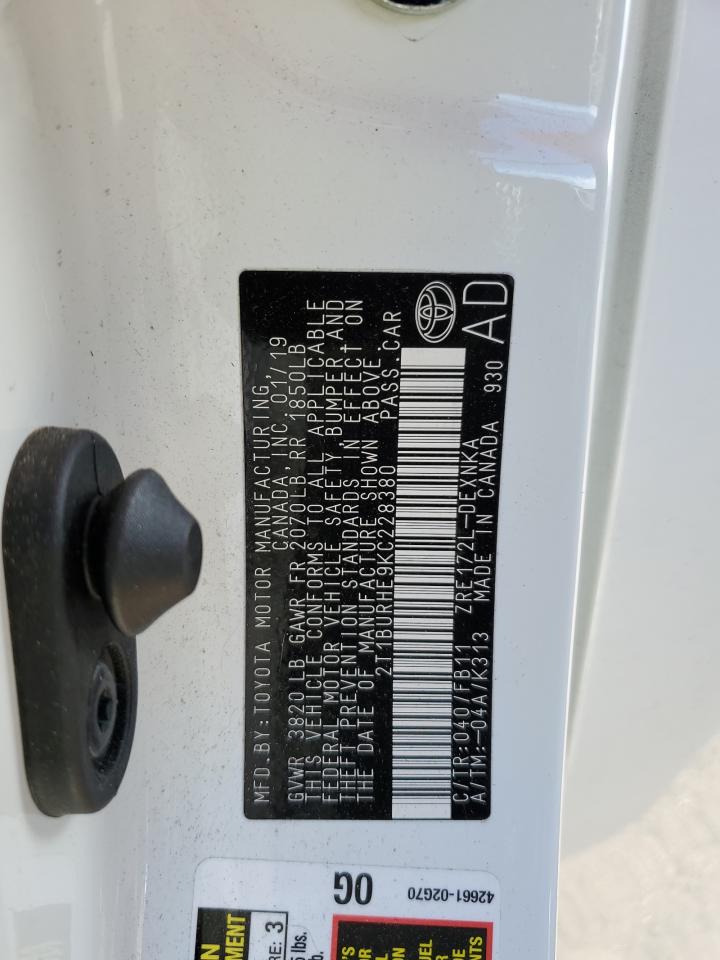 MFD.BY:TOYOTA MOTOR MANUFACTURING,
CANADA,INC.01/19
GVWR 3820 LB GAWR FR 2070LB,RR 1850LB
THIS VEHICLE CONFORMS TO ALL APPLICABLE
FEDERAL MOTOR VEHICLE SAFETY, BUMPER AND
THEFT PREVENTION STANDARDS IN EFFECT ON
THE DATE OF MANUFACTURE SHOWN ABOVE.
2T1BURHE9KC228380 PASS.CAR
C/TR:040/FB11 ZRE172L-DEXNKA
A/TM:-04A/K313 MADE IN CANADA 930
AD
0G
42661-02G70